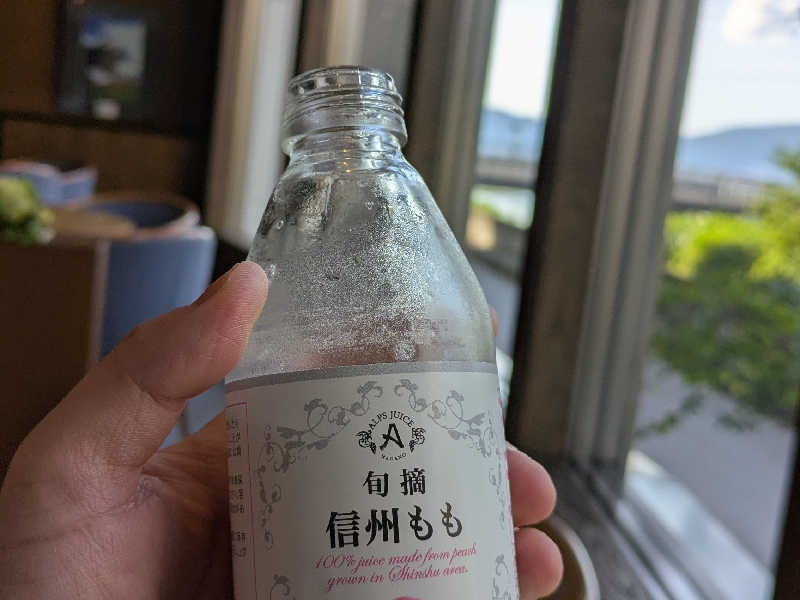 ALPS JUICE
A
NAGANO
旬摘
信州もも
100% juice made from peach
grown in Shinshu area.